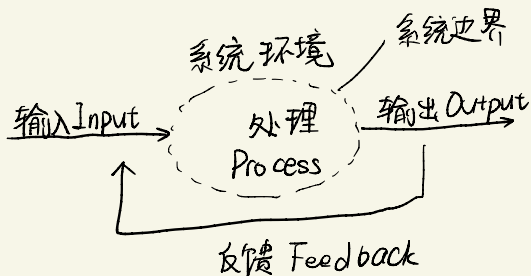 系统环境
系统边界
输入Input
处理
Process
输出Output
反馈 Feedback